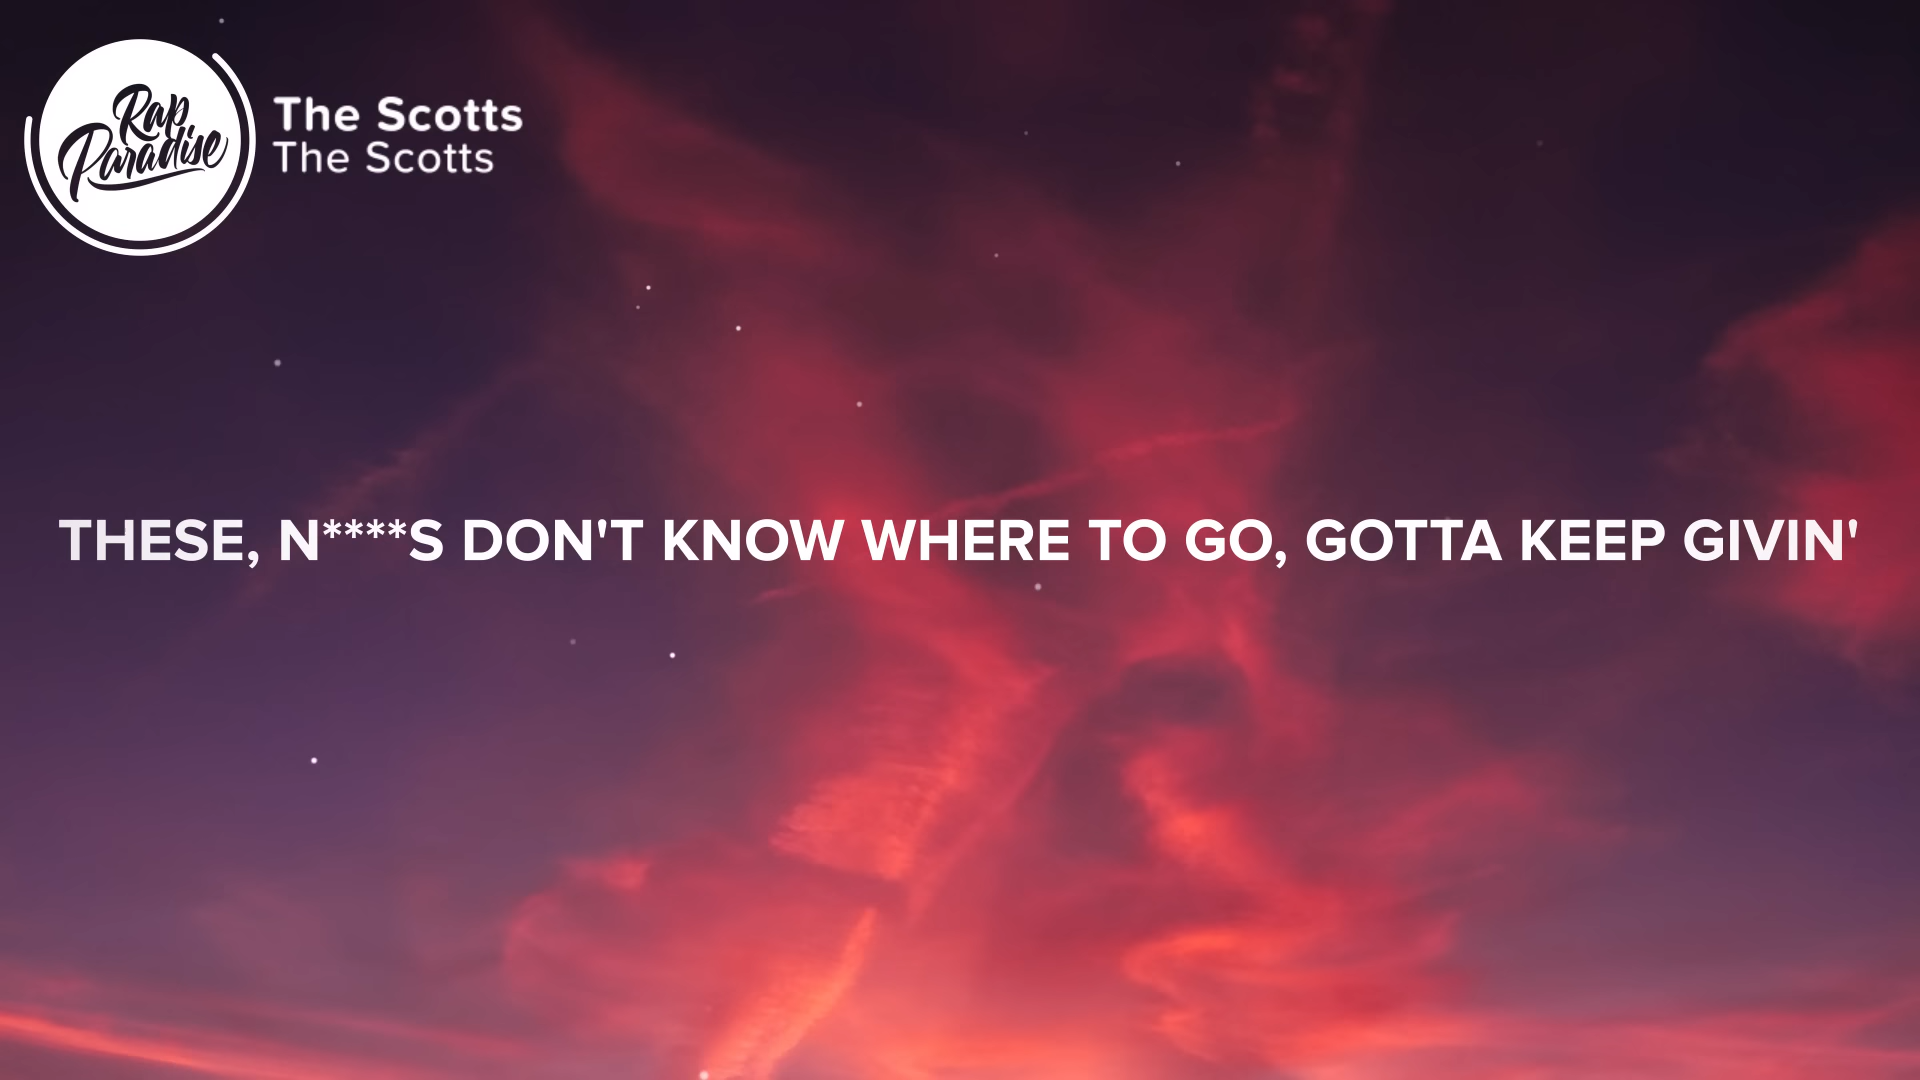 Rap
Paradise
The Scotts
The Scotts
THESE, N****S DON'T KNOW WHERE TO GO, GOTTA KEEP GIVIN'